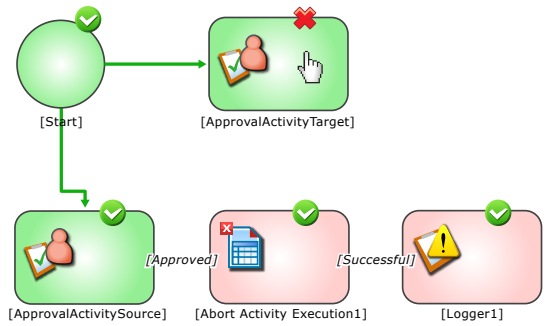 [Start]
[ApprovalActivityTarget]
[Approved]
[Successful]
[ApprovalActivitySource]
[Abort Activity Execution1]
[Logger1]